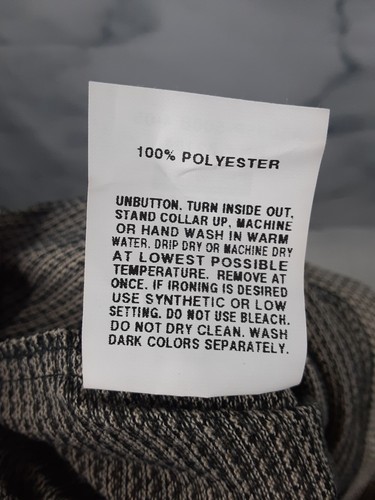 100% POLYESTER
UNBUTTON. TURN INSIDE OUT.
STAND COLLAR UP. MACHINE
OR HAND WASH IN WARM
WATER. DRIP DRY OR MACHINE DRY
AT LOWEST POSSIBLE
TEMPERATURE. REMOVE AT
ONCE. IF IRONING IS DESIRED
USE SYNTHETIC OR LOW
SETTING. DO NOT USE BLEACH.
DO NOT DRY CLEAN. WASH
DARK COLORS SEPARATELY.